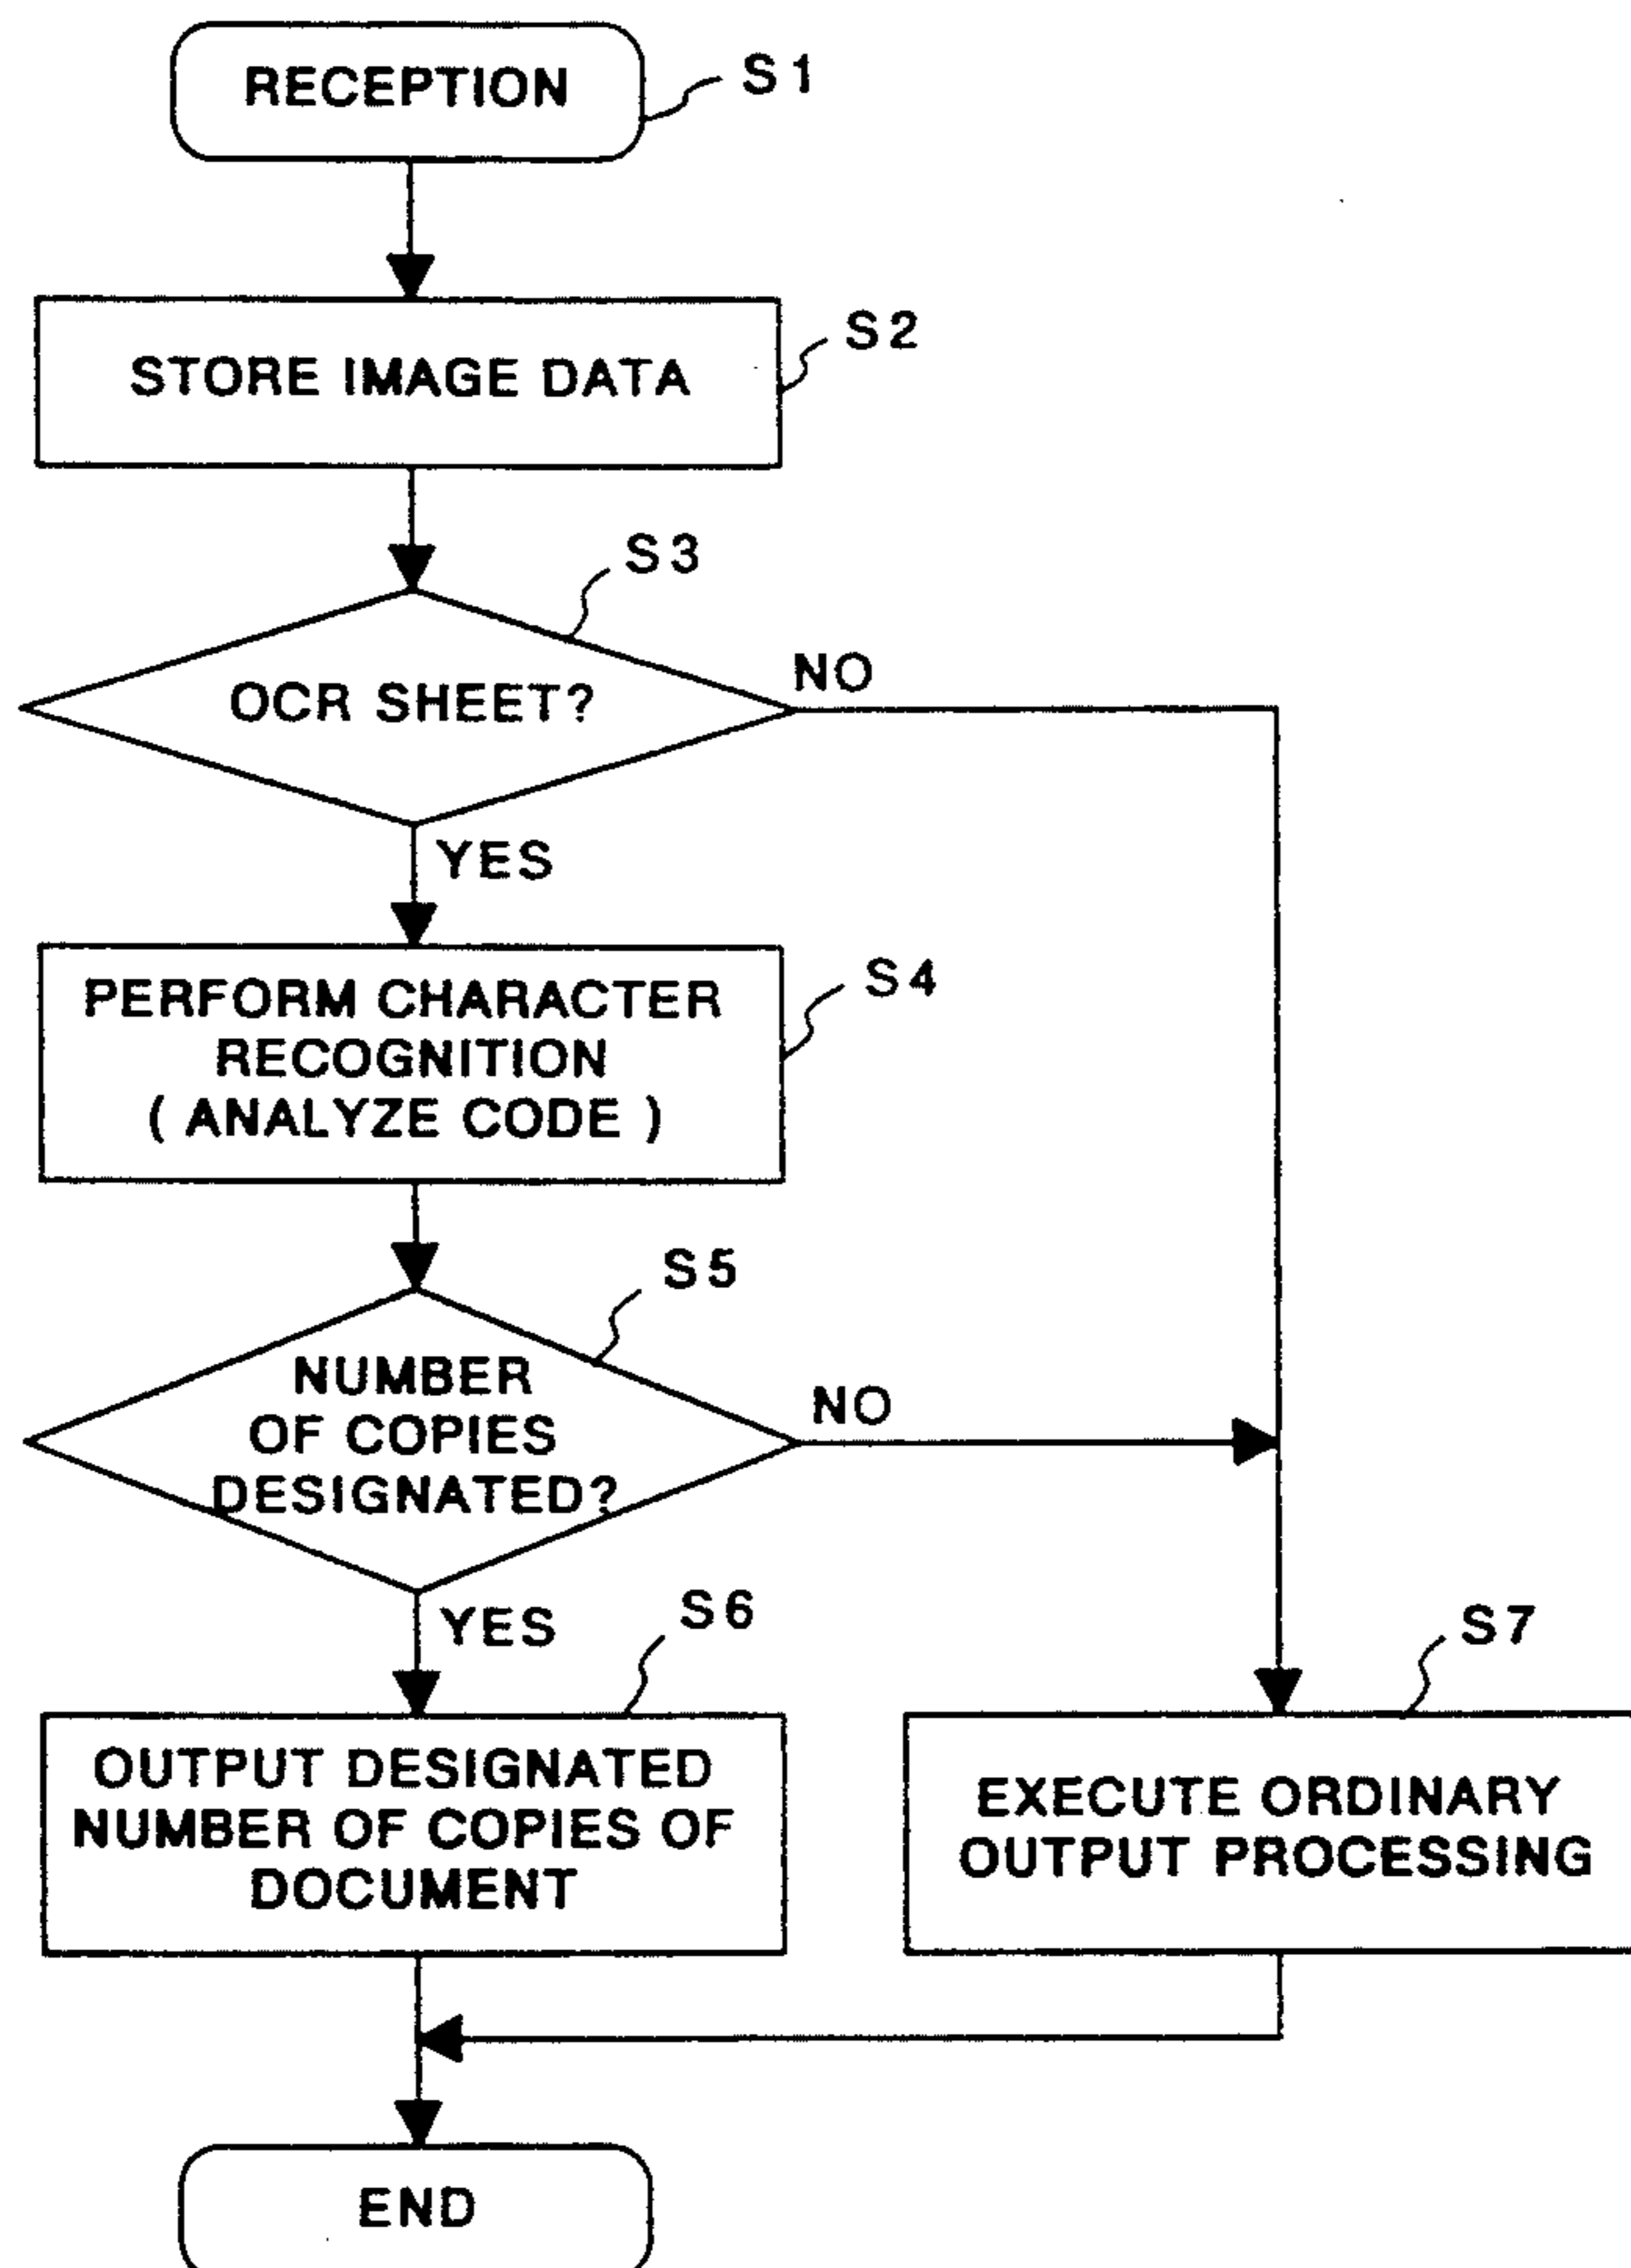 RECEPTION
S1
STORE IMAGE DATA
S2
S3
OCR SHEET?
NO
YES
PERFORM CHARACTER
RECOGNITION
( ANALYZE CODE )
S4
S5
NUMBER
OF COPIES
DESIGNATED?
NO
YES
S6
S7
OUTPUT DESIGNATED
NUMBER OF COPIES OF
DOCUMENT
EXECUTE ORDINARY
OUTPUT PROCESSING
END